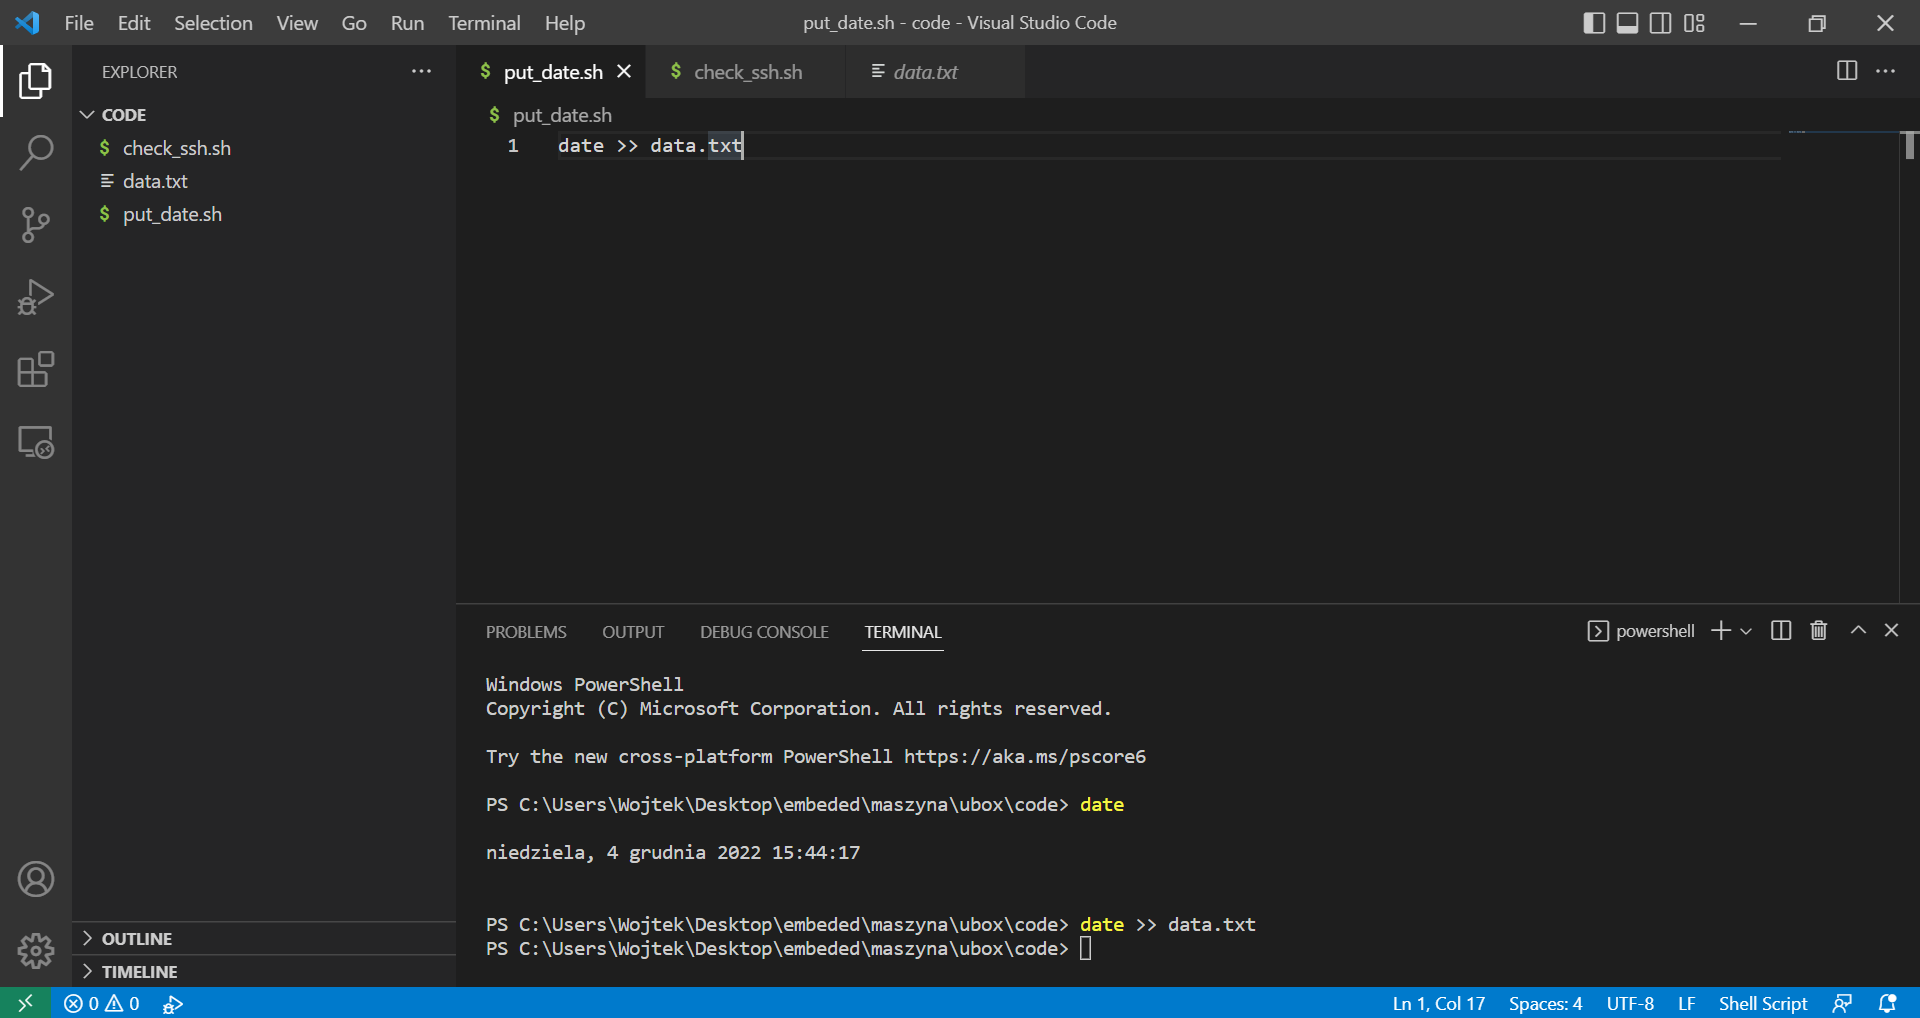 File Edit Selection View Go Run Terminal Help
put_date.sh - code - Visual Studio Code
EXPLORER
CODE
$ check_ssh.sh
data.txt
$ put_date.sh
OUTLINE
TIMELINE
$ put_date.sh
$ check_ssh.sh
data.txt
$ put_date.sh
1 date >> data.txt
PROBLEMS OUTPUT DEBUG CONSOLE TERMINAL
powershell
Windows PowerShell
Copyright (C) Microsoft Corporation. All rights reserved.
Try the new cross-platform PowerShell https://aka.ms/pscore6
PS C:\Users\Wojtek\Desktop\embeded\maszyna\ubox\code> date
niedziela, 4 grudnia 2022 15:44:17
PS C:\Users\Wojtek\Desktop\embeded\maszyna\ubox\code> date >> data.txt
PS C:\Users\Wojtek\Desktop\embeded\maszyna\ubox\code>
0 0
Ln 1, Col 17 Spaces: 4 UTF-8 LF Shell Script